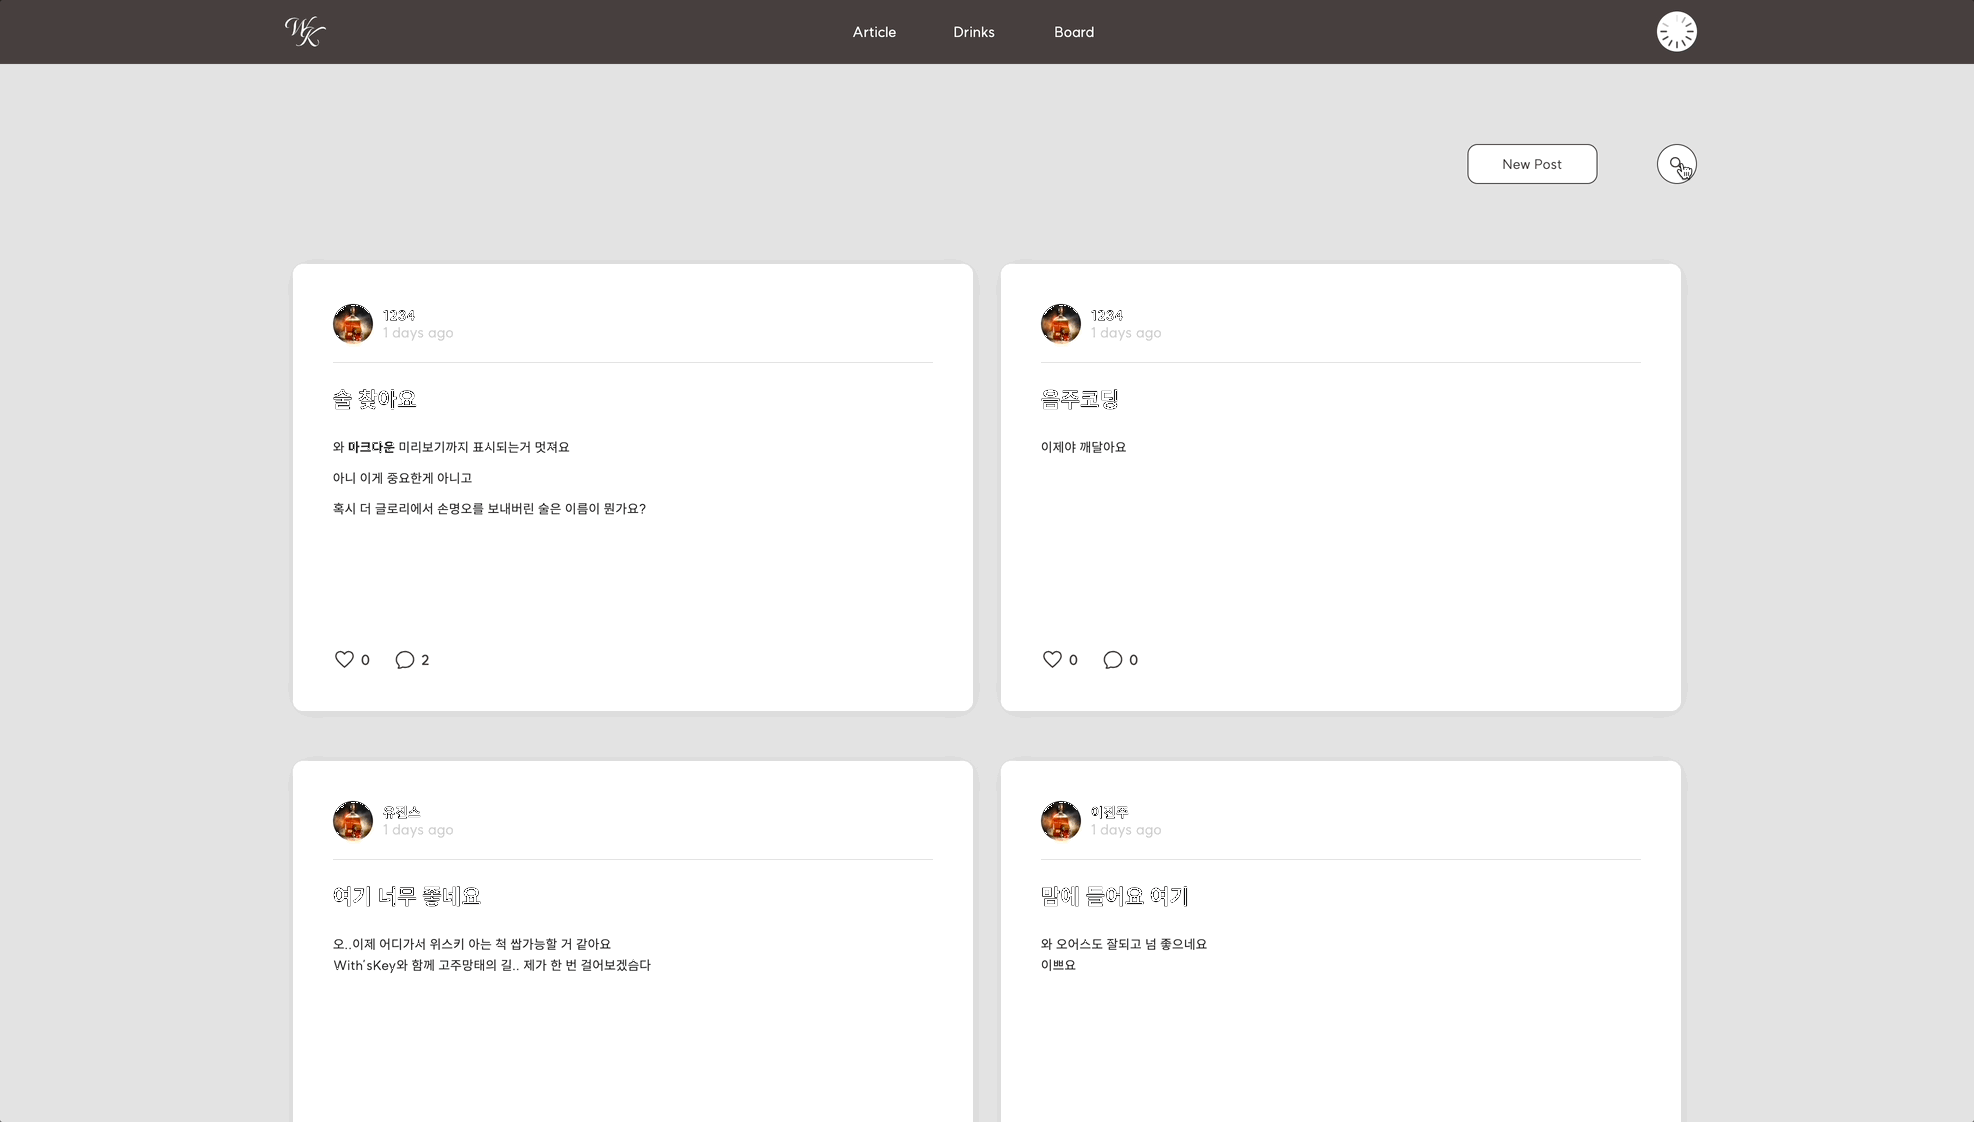 WK
Article
Drinks
Board
New Post
1234
1 days ago
술 찾아요
와 마크다운 미리보기까지 표시되는거 멋져요
아니 이게 중요한게 아니고
혹시 더 글로리에서 손명오를 보내버린 술은 이름이 뭔가요?
0
2
1234
1 days ago
음주코딩
이제야 깨달아요
0
0
유진스
1 days ago
여기 너무 좋네요
오..이제 어디가서 위스키 아는 척 쌉가능할 거 같아요
With'sKey와 함께 고주망태의 길.. 제가 한 번 걸어보겠슴다
이진주
1 days ago
맘에 들어요 여기
와 오어스도 잘되고 넘 좋으네요
이쁘요